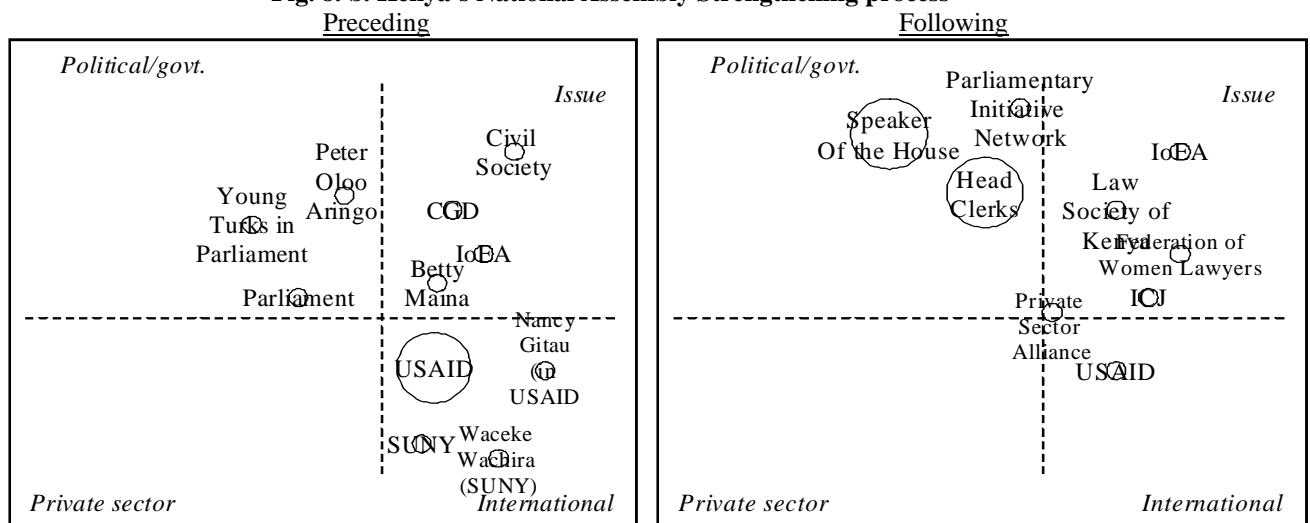 Preceding
Following
Political/govt.
Issue
Civil
Society
Peter
Oloo
Aringo
Young
Turks in
Parliament
CGD
IoEA
Betty
Maina
Parliament
Nancy
Gitau
(in
USAID
USAID
SUNY
Waceke
Wachira
(SUNY)
Private sector
International
Political/govt.
Parliamentary
Initiative
Network
Issue
Speaker
Of the House
IoEA
Head
Clerks
Law
Society of
Kenya
Federation of
Women Lawyers
ICJ
Private
Sector
Alliance
USAID
Private sector
International